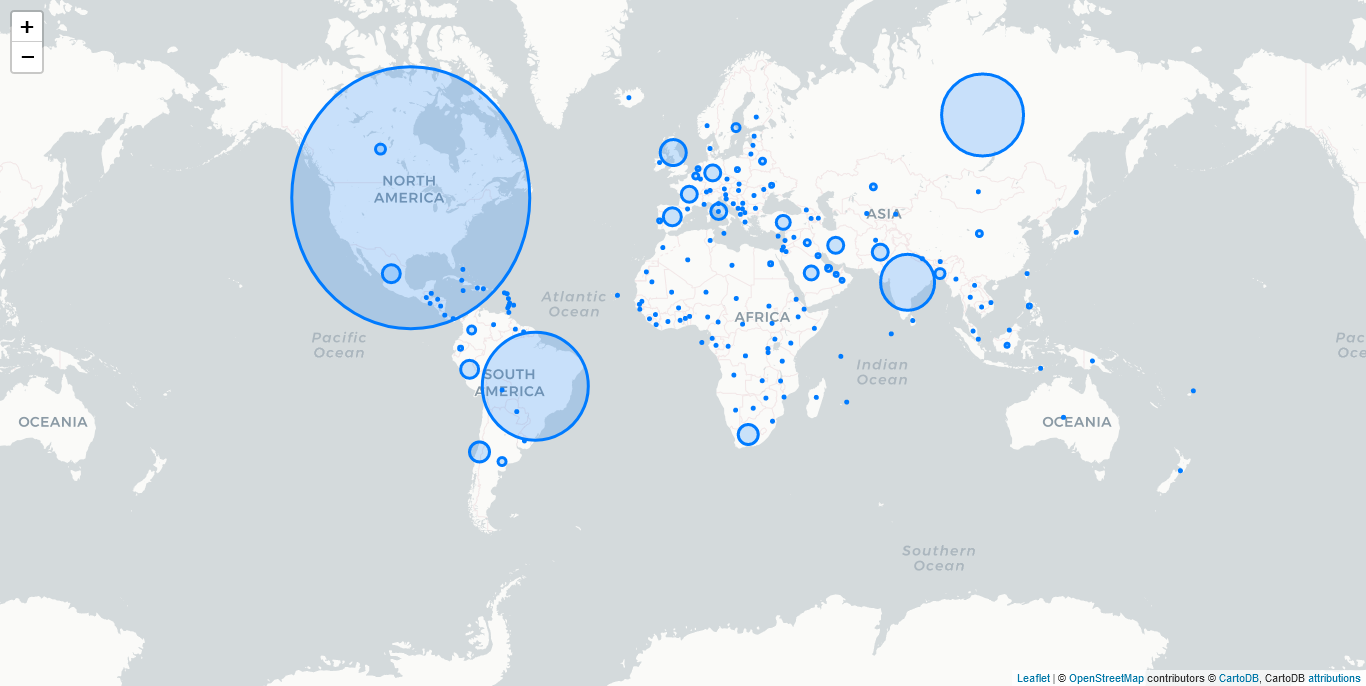 +
−
NORTH
AMERICA
ASIA
Atlantic
Ocean
AFRICA
Pacific
Ocean
Pac
Oce
Indian
Ocean
SOUTH
AMERICA
OCEANIA
OCEANIA
Southern
Ocean
Leaflet | © OpenStreetMap contributors © CartoDB, CartoDB attributions